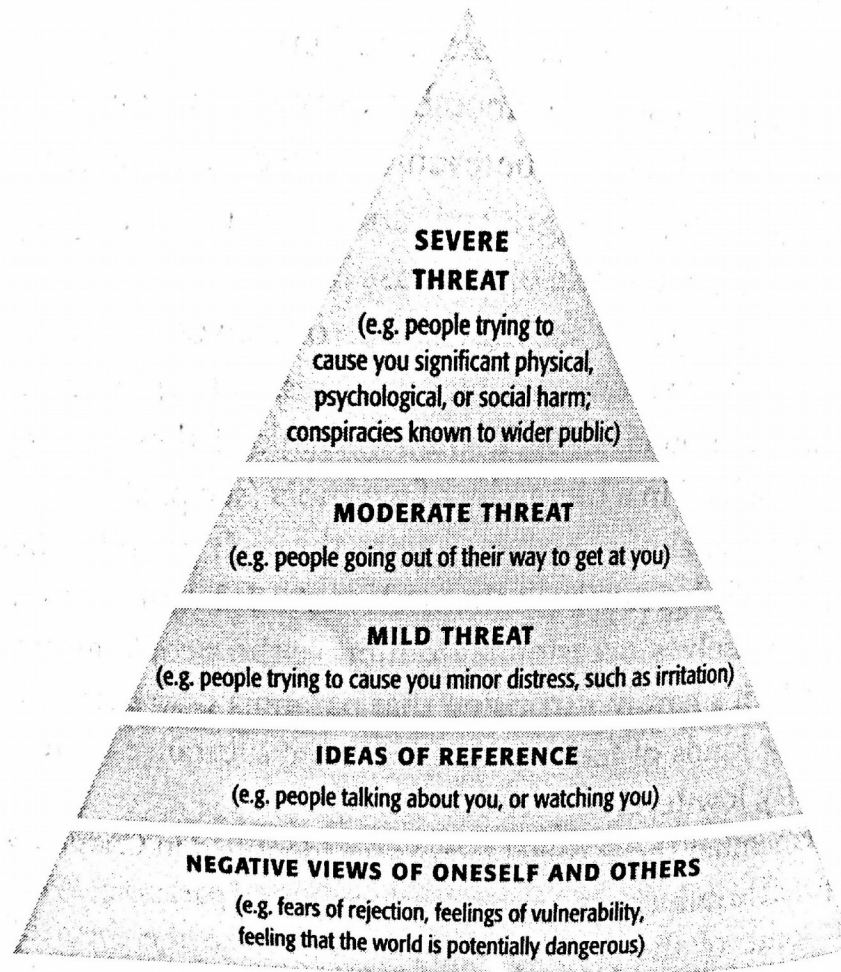 SEVERE
THREAT
(e.g. people trying to
cause you significant physical,
psychological, or social harm;
conspiracies known to wider public)
MODERATE THREAT
(e.g. people going out of their way to get at you)
MILD THREAT
(e.g. people trying to cause you minor distress, such as irritation)
IDEAS OF REFERENCE
(e.g. people talking about you, or watching you)
NEGATIVE VIEWS OF ONESELF AND OTHERS
(e.g. fears of rejection, feelings of vulnerability,
feeling that the world is potentially dangerous)